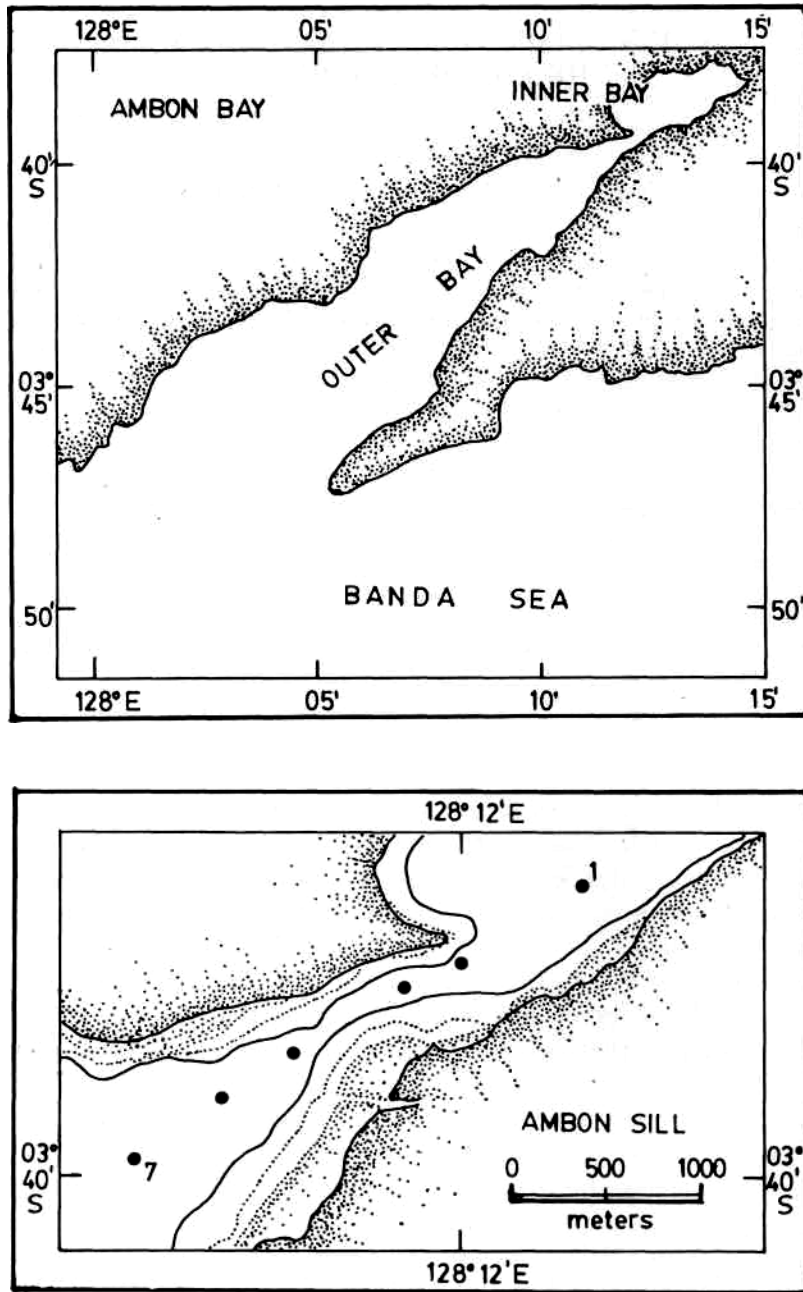 128°E 05' 10' 15'
AMBON BAY
INNER BAY
40' S
40' S
OUTER BAY
03° 45'
03° 45'
BANDA SEA
50'
50'
128°E 05' 10' 15'
128° 12'E
1
7
AMBON SILL
0 500 1000
meters
03° 40' S
03° 40' S
128° 12'E